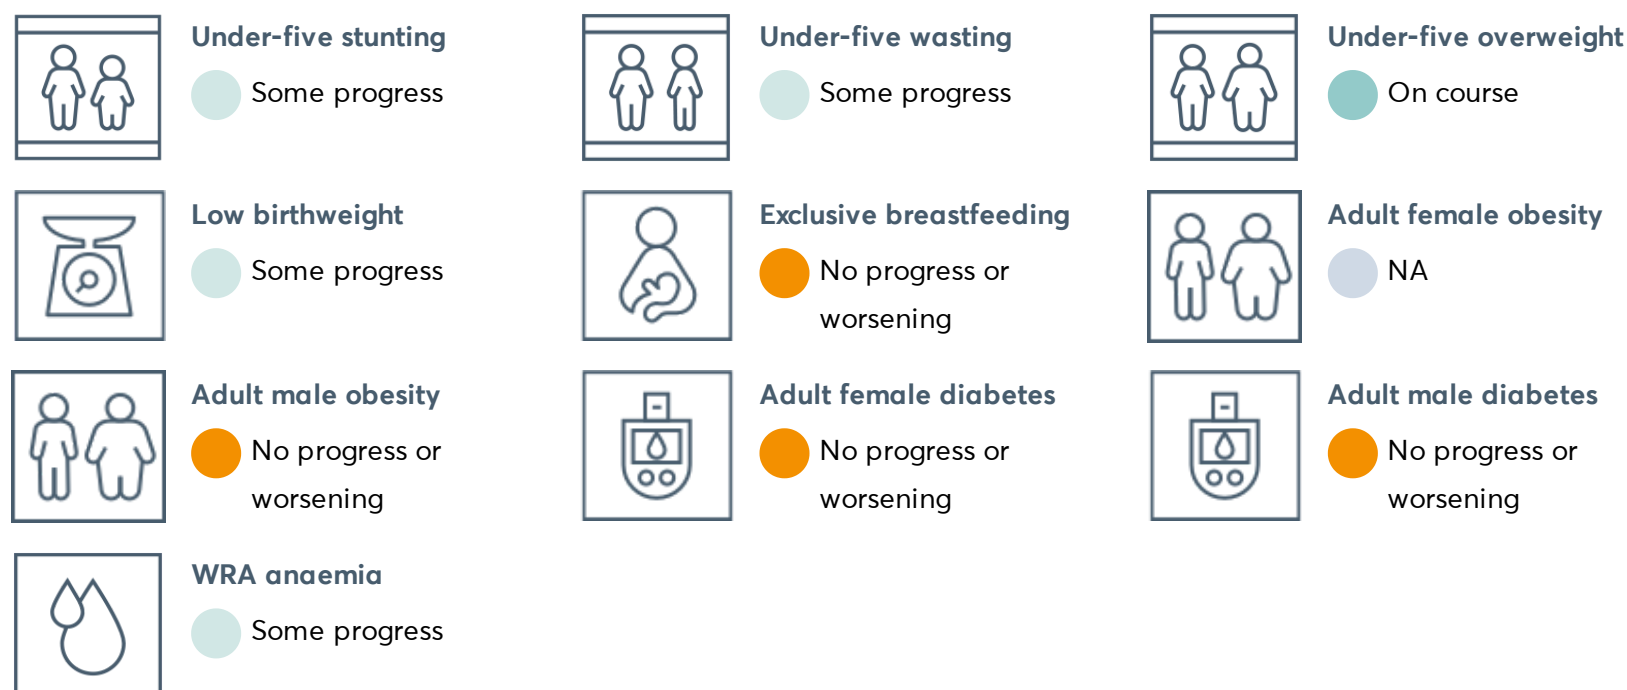 Under-five stunting
Some progress
Under-five wasting
Some progress
Under-five overweight
On course
Low birthweight
Some progress
Exclusive breastfeeding
No progress or
worsening
Adult female obesity
NA
Adult male obesity
No progress or
worsening
Adult female diabetes
No progress or
worsening
Adult male diabetes
No progress or
worsening
WRA anaemia
Some progress